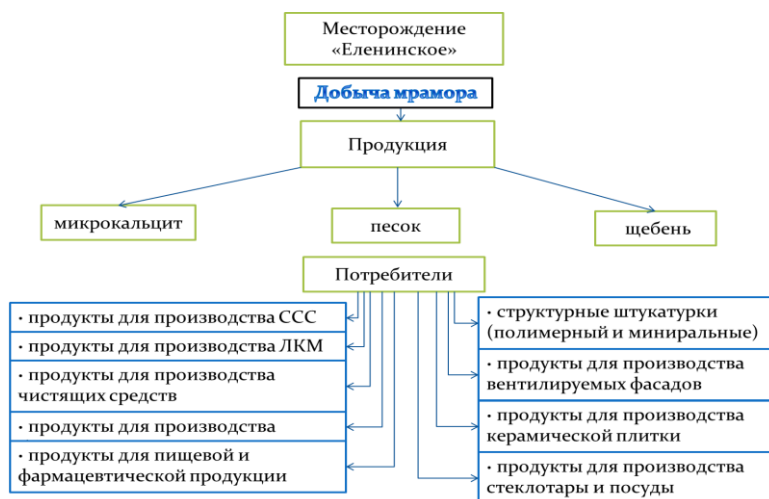 Месторождение
«Еленинское»
Добыча мрамора
Продукция
микрокальцит
песок
щебень
Потребители
· продукты для производства ССС
· продукты для производства ЛКМ
· продукты для производства
чистящих средств
· продукты для производства
· продукты для пищевой и
фармацевтической продукции
· структурные штукатурки
(полимерный и миниральные)
· продукты для производства
вентилируемых фасадов
· продукты для производства
керамической плитки
· продукты для производства
стеклотары и посуды